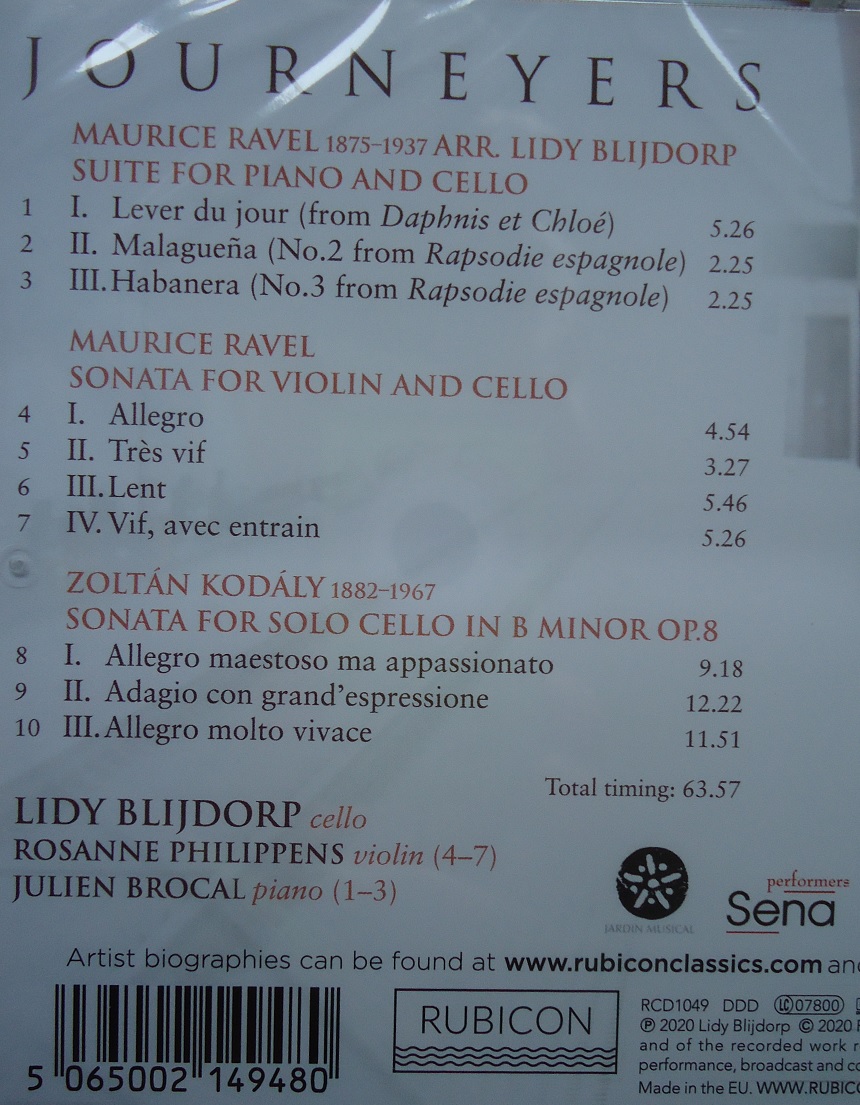 JOURNEYERS
MAURICE RAVEL 1875–1937 ARR. LIDY BLIJDORP
SUITE FOR PIANO AND CELLO
1 I. Lever du jour (from Daphnis et Chloé) 5.26
2 II. Malagueña (No.2 from Rapsodie espagnole) 2.25
3 III. Habanera (No.3 from Rapsodie espagnole) 2.25
MAURICE RAVEL
SONATA FOR VIOLIN AND CELLO
4 I. Allegro 4.54
5 II. Très vif 3.27
6 III. Lent 5.46
7 IV. Vif, avec entrain 5.26
ZOLTÁN KODÁLY 1882–1967
SONATA FOR SOLO CELLO IN B MINOR OP.8
8 I. Allegro maestoso ma appassionato 9.18
9 II. Adagio con grand'espressione 12.22
10 III. Allegro molto vivace 11.51
Total timing: 63.57
LIDY BLIJDORP cello
ROSANNE PHILIPPENS violin (4–7)
JULIEN BROCAL piano (1–3)
JARDIN MUSICAL
performers
Sena
Artist biographies can be found at www.rubiconclassics.com and
5 065002 149480
RUBICON
RCD1049 DDD LC 07800
℗ 2020 Lidy Blijdorp © 2020
and of the recorded work
performance, broadcast and
Made in the EU. WWW.RUBIC